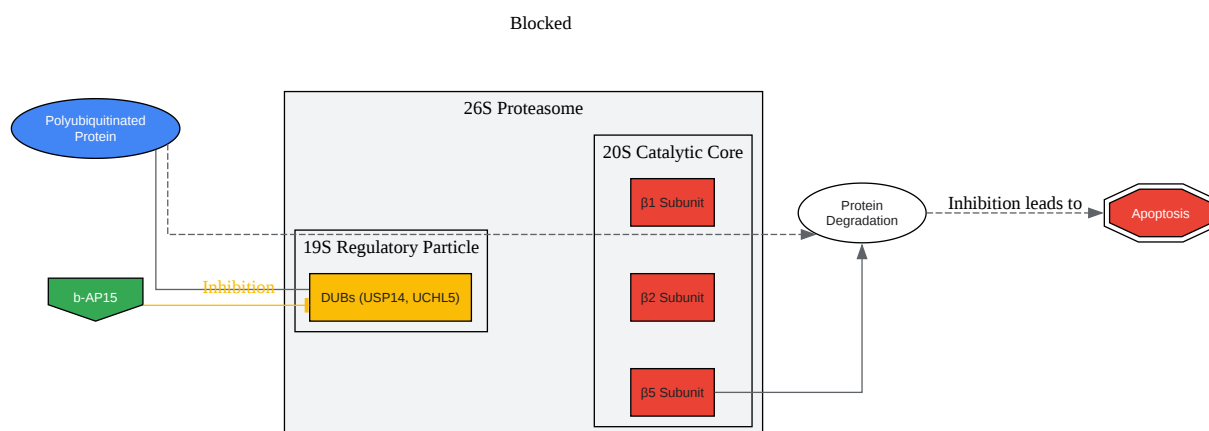 Blocked
26S Proteasome
Polyubiquitinated
Protein
20S Catalytic Core
β1 Subunit
Protein
Degradation
Inhibition leads to
Apoptosis
19S Regulatory Particle
b-AP15
Inhibition
DUBs (USP14, UCHL5)
β2 Subunit
β5 Subunit